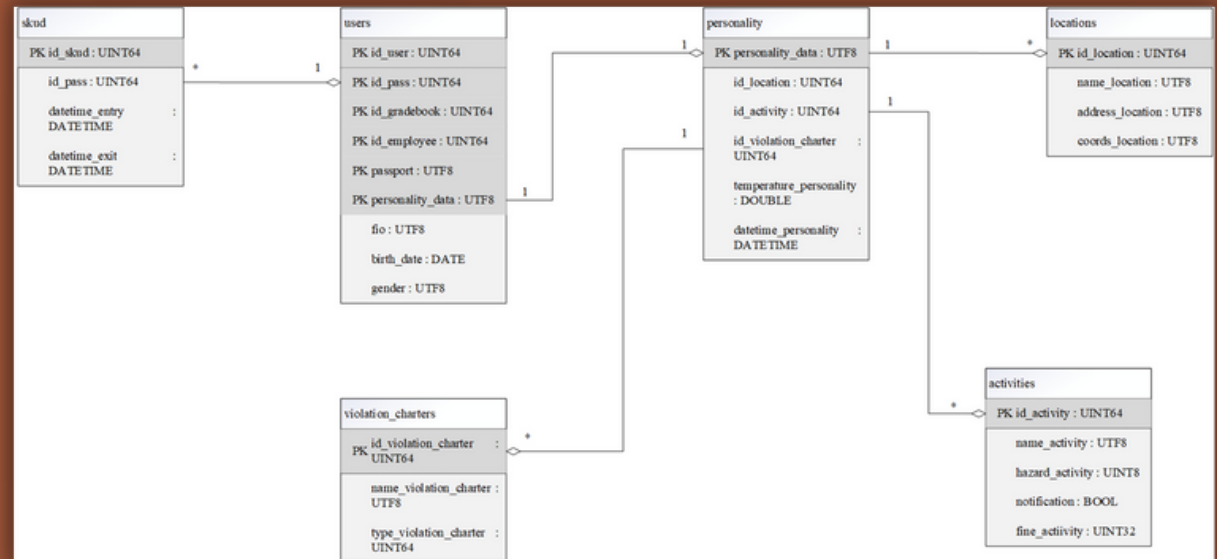 skud
PK id_skud : UINT64
id_pass : UINT64
datetime_entry :
DATETIME
datetime_exit :
DATETIME
*
1
users
PK id_user : UINT64
PK id_pass : UINT64
PK id_gradebook : UINT64
PK id_employee : UINT64
PK passport : UTF8
PK personality_data : UTF8
fio : UTF8
birth_date : DATE
gender : UTF8
1
1
1
personality
PK personality_data : UTF8
id_location : UINT64
id_activity : UINT64
id_violation_charter :
UINT64
temperature_personality
: DOUBLE
datetime_personality :
DATETIME
1
*
1
locations
PK id_location : UINT64
name_location : UTF8
address_location : UTF8
coords_location : UTF8
violation_charters
PK id_violation_charter :
UINT64
name_violation_charter :
UTF8
type_violation_charter :
UINT64
*
*
activities
PK id_activity : UINT64
name_activity : UTF8
hazard_activity : UINT8
notification : BOOL
fine_actiivity : UINT32